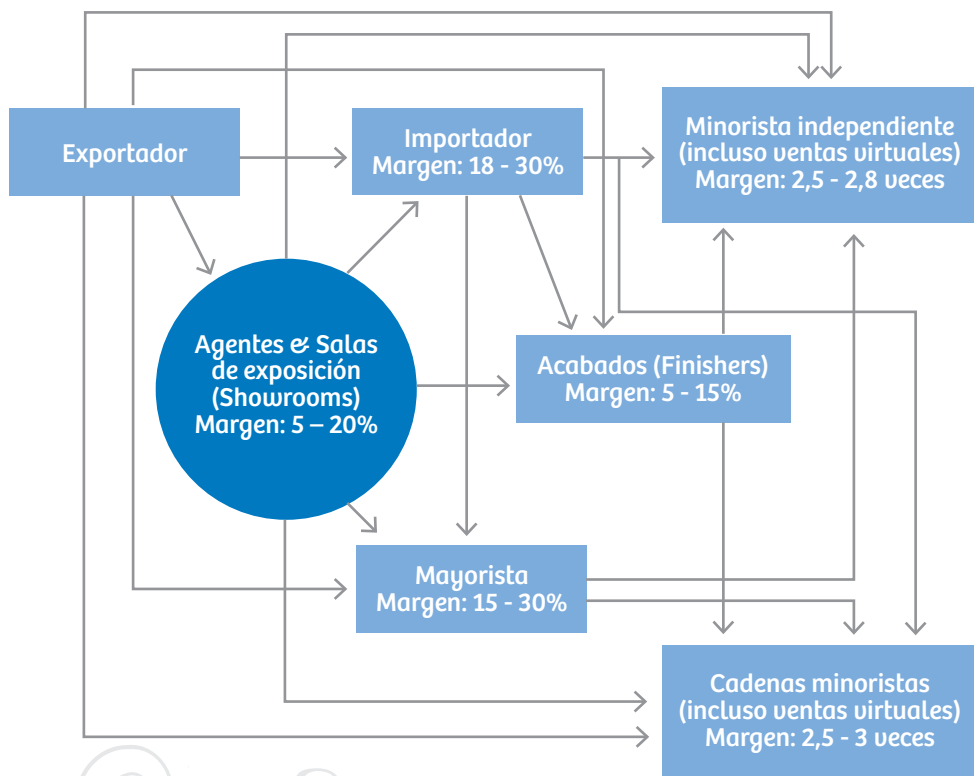 Exportador
Importador
Margen: 18 - 30%
Minorista independiente
(incluso ventas virtuales)
Margen: 2,5 - 2,8 veces
Agentes & Salas
de exposición
(Showrooms)
Margen: 5 – 20%
Acabados (Finishers)
Margen: 5 - 15%
Mayorista
Margen: 15 - 30%
Cadenas minoristas
(incluso ventas virtuales)
Margen: 2,5 - 3 veces